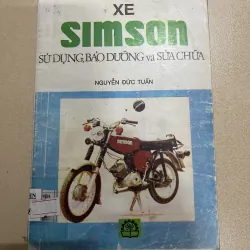 XE
SIMSON
SỬ DỤNG, BẢO DƯỠNG và SỬA CHỮA
NGUYỄN ĐỨC TUẤN